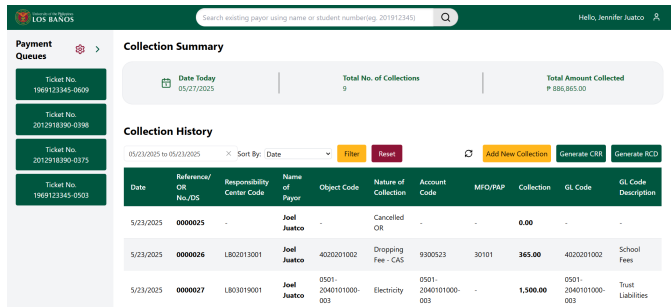 University of the Philippines
LOS BAÑOS
Search existing payor using name or student number(eg. 201912345)
Hello, Jennifer Juatco
Payment
Queues
Ticket No.
1969123345-0609
Ticket No.
2012918390-0398
Ticket No.
2012918390-0375
Ticket No.
1969123345-0503
Collection Summary
Date Today
05/27/2025
Total No. of Collections
9
Total Amount Collected
₱ 886,865.00
Collection History
05/23/2025 to 05/23/2025
Sort By: Date
Filter
Reset
Add New Collection
Generate CRR
Generate RCD
Date Reference/ OR No./DS Responsibility Center Code Name of Payor Object Code Nature of Collection Account Code MFO/PAP Collection GL Code GL Code Description
5/23/2025 0000025 - Joel Juatco - Cancelled OR - - 0.00 - -
5/23/2025 0000026 LB02013001 Joel Juatco 4020201002 Dropping Fee - CAS 9300523 30101 365.00 4020201002 School Fees
5/23/2025 0000027 LB03019001 Joel Juatco 0501-2040101000-003 Electricity 0501-2040101000-003 - 1,500.00 0501-2040101000-003 Trust Liabilities